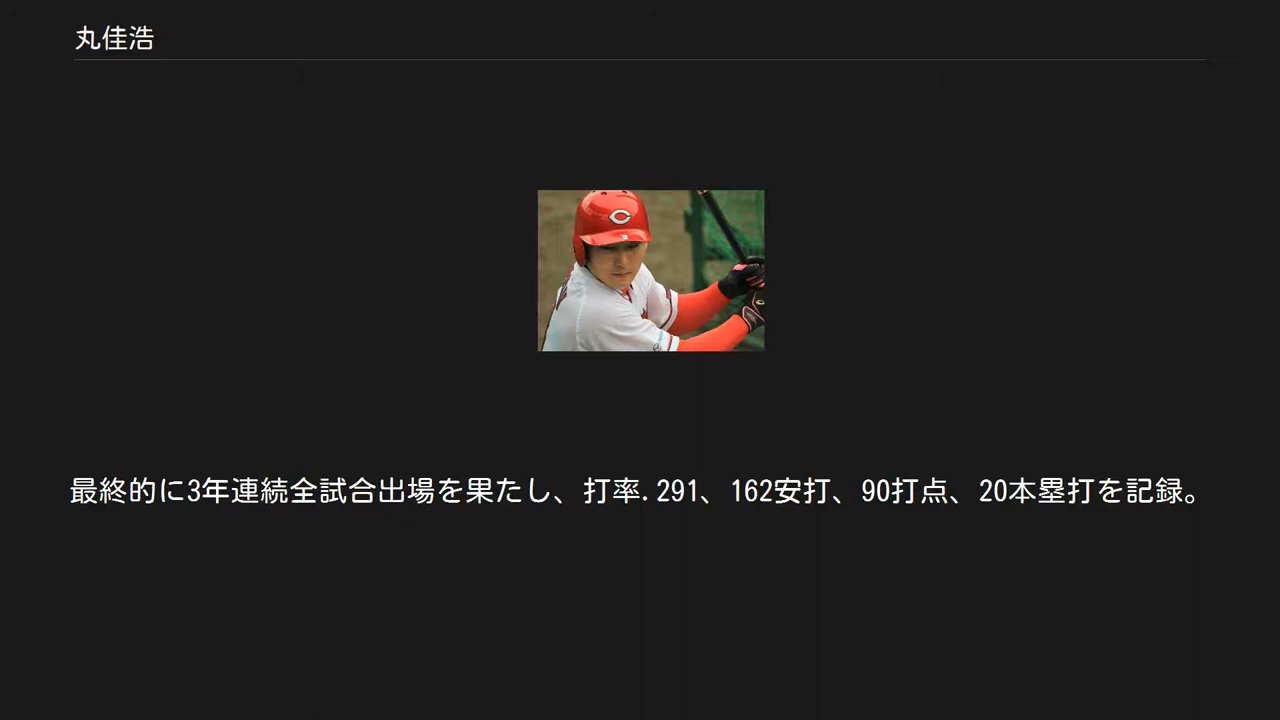 丸佳浩
C
最終的に3年連続全試合出場を果たし、打率.291、162安打、90打点、20本塁打を記録。